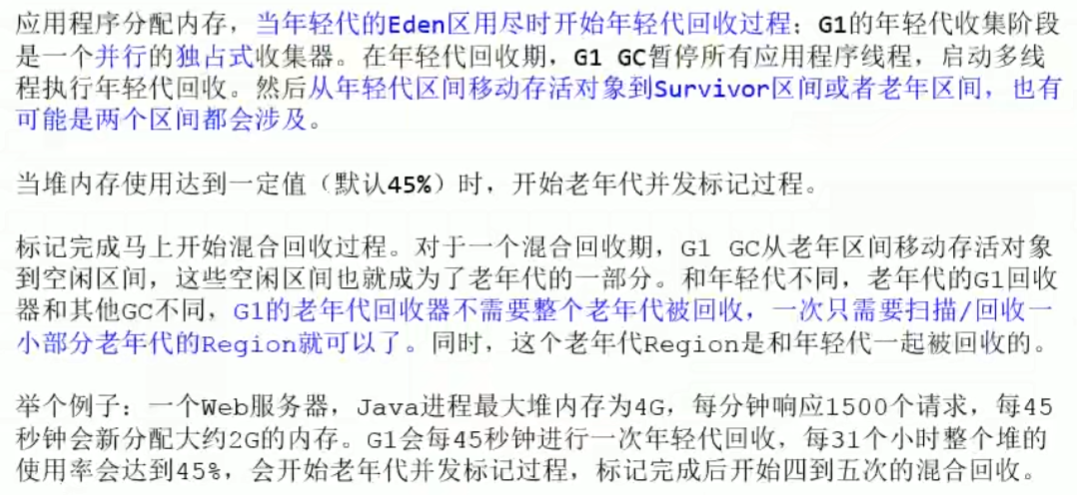 应用程序分配内存，当年轻代的Eden区用尽时开始年轻代回收过程；G1的年轻代收集阶段
是一个并行的独占式收集器。在年轻代回收期，G1 GC暂停所有应用程序线程，启动多线
程执行年轻代回收。然后从年轻代区间移动存活对象到Survivor区间或者老年区间，也有
可能是两个区间都会涉及。
当堆内存使用达到一定值（默认45%）时，开始老年代并发标记过程。
标记完成马上开始混合回收过程。对于一个混合回收期，G1 GC从老年区间移动存活对象
到空闲区间，这些空闲区间也就成为了老年代的一部分。和年轻代不同，老年代的G1回收
器和其他GC不同，G1的老年代回收器不需要整个老年代被回收，一次只需要扫描/回收一
小部分老年代的Region就可以了。同时，这个老年代Region是和年轻代一起被回收的。
举个例子：一个Web服务器，Java进程最大堆内存为4G，每分钟响应1500个请求，每45
秒钟会新分配大约2G的内存。G1会每45秒钟进行一次年轻代回收，每31个小时整个堆的
使用率会达到45%，会开始老年代并发标记过程，标记完成后开始四到五次的混合回收。